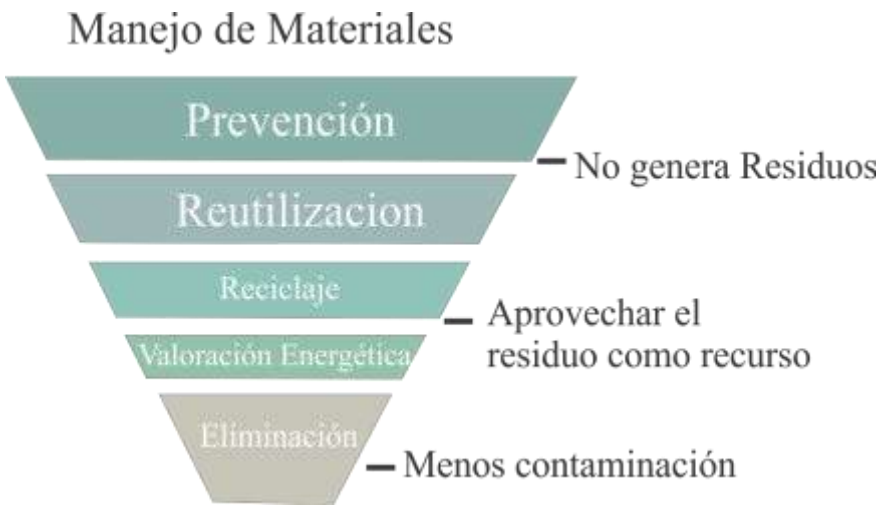 Manejo de Materiales
Prevención
No genera Residuos
Reutilizacion
Reciclaje
Aprovechar el
residuo como recurso
Valoración Energética
Eliminación
Menos contaminación